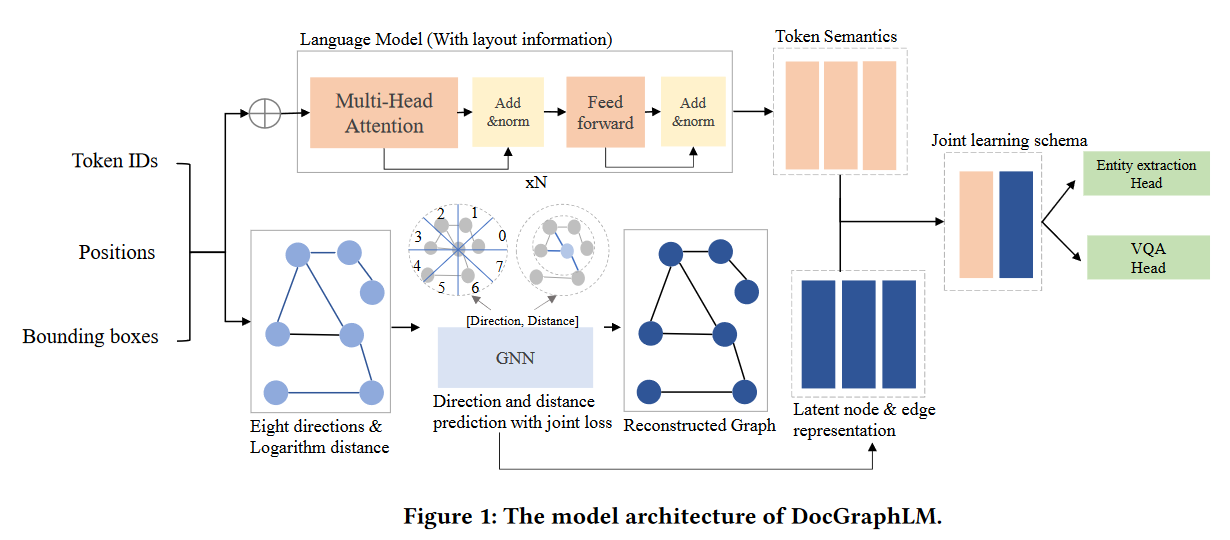 Language Model (With layout information)
Token Semantics
Multi-Head
Attention
Add
&norm
Feed
forward
Add
&norm
xN
Token IDs
Positions
Bounding boxes
Joint learning schema
Entity extraction
Head
VQA
Head
2
1
3
0
4
7
5
6
[Direction, Distance]
GNN
Eight directions &
Logarithm distance
Direction and distance
prediction with joint loss
Reconstructed Graph
Latent node & edge
representation
Figure 1: The model architecture of DocGraphLM.